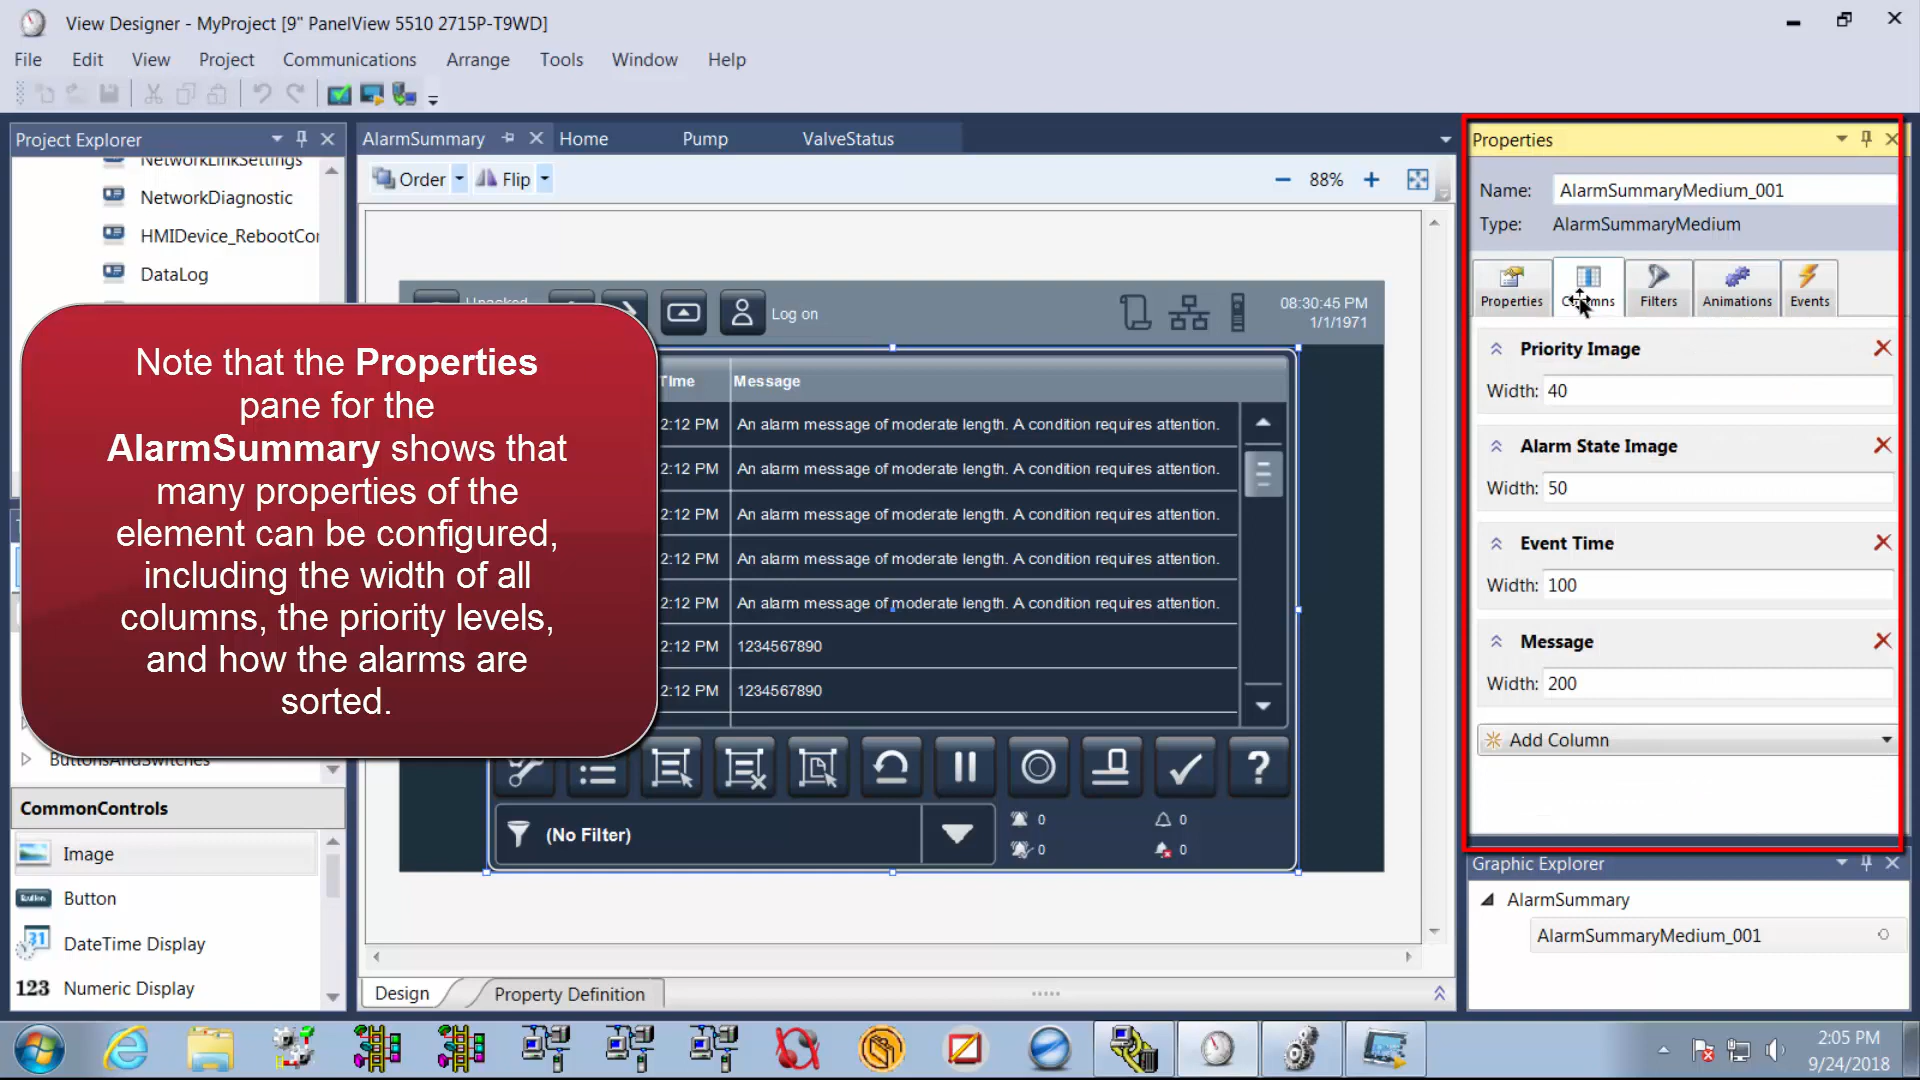 View Designer - MyProject [9" PanelView 5510 2715P-T9WD]
File Edit View Project Communications Arrange Tools Window Help
Project Explorer
NetworkLinkSettings
NetworkDiagnostic
HMIDevice_RebootCor
DataLog
AlarmSummary Home Pump ValveStatus
Order Flip 88%
Log on
08:30:45 PM
1/1/1971
Time Message
2:12 PM An alarm message of moderate length. A condition requires attention.
2:12 PM An alarm message of moderate length. A condition requires attention.
2:12 PM An alarm message of moderate length. A condition requires attention.
2:12 PM An alarm message of moderate length. A condition requires attention.
2:12 PM An alarm message of moderate length. A condition requires attention.
2:12 PM 1234567890
2:12 PM 1234567890
(No Filter)
0 0
0 0
Note that the Properties
pane for the
AlarmSummary shows that
many properties of the
element can be configured,
including the width of all
columns, the priority levels,
and how the alarms are
sorted.
ButtonsAndSwitches
CommonControls
Image
Button
DateTime Display
123 Numeric Display
Design Property Definition
Properties
Name: AlarmSummaryMedium_001
Type: AlarmSummaryMedium
Properties Columns Filters Animations Events
Priority Image
Width: 40
Alarm State Image
Width: 50
Event Time
Width: 100
Message
Width: 200
Add Column
Graphic Explorer
AlarmSummary
AlarmSummaryMedium_001
2:05 PM
9/24/2018